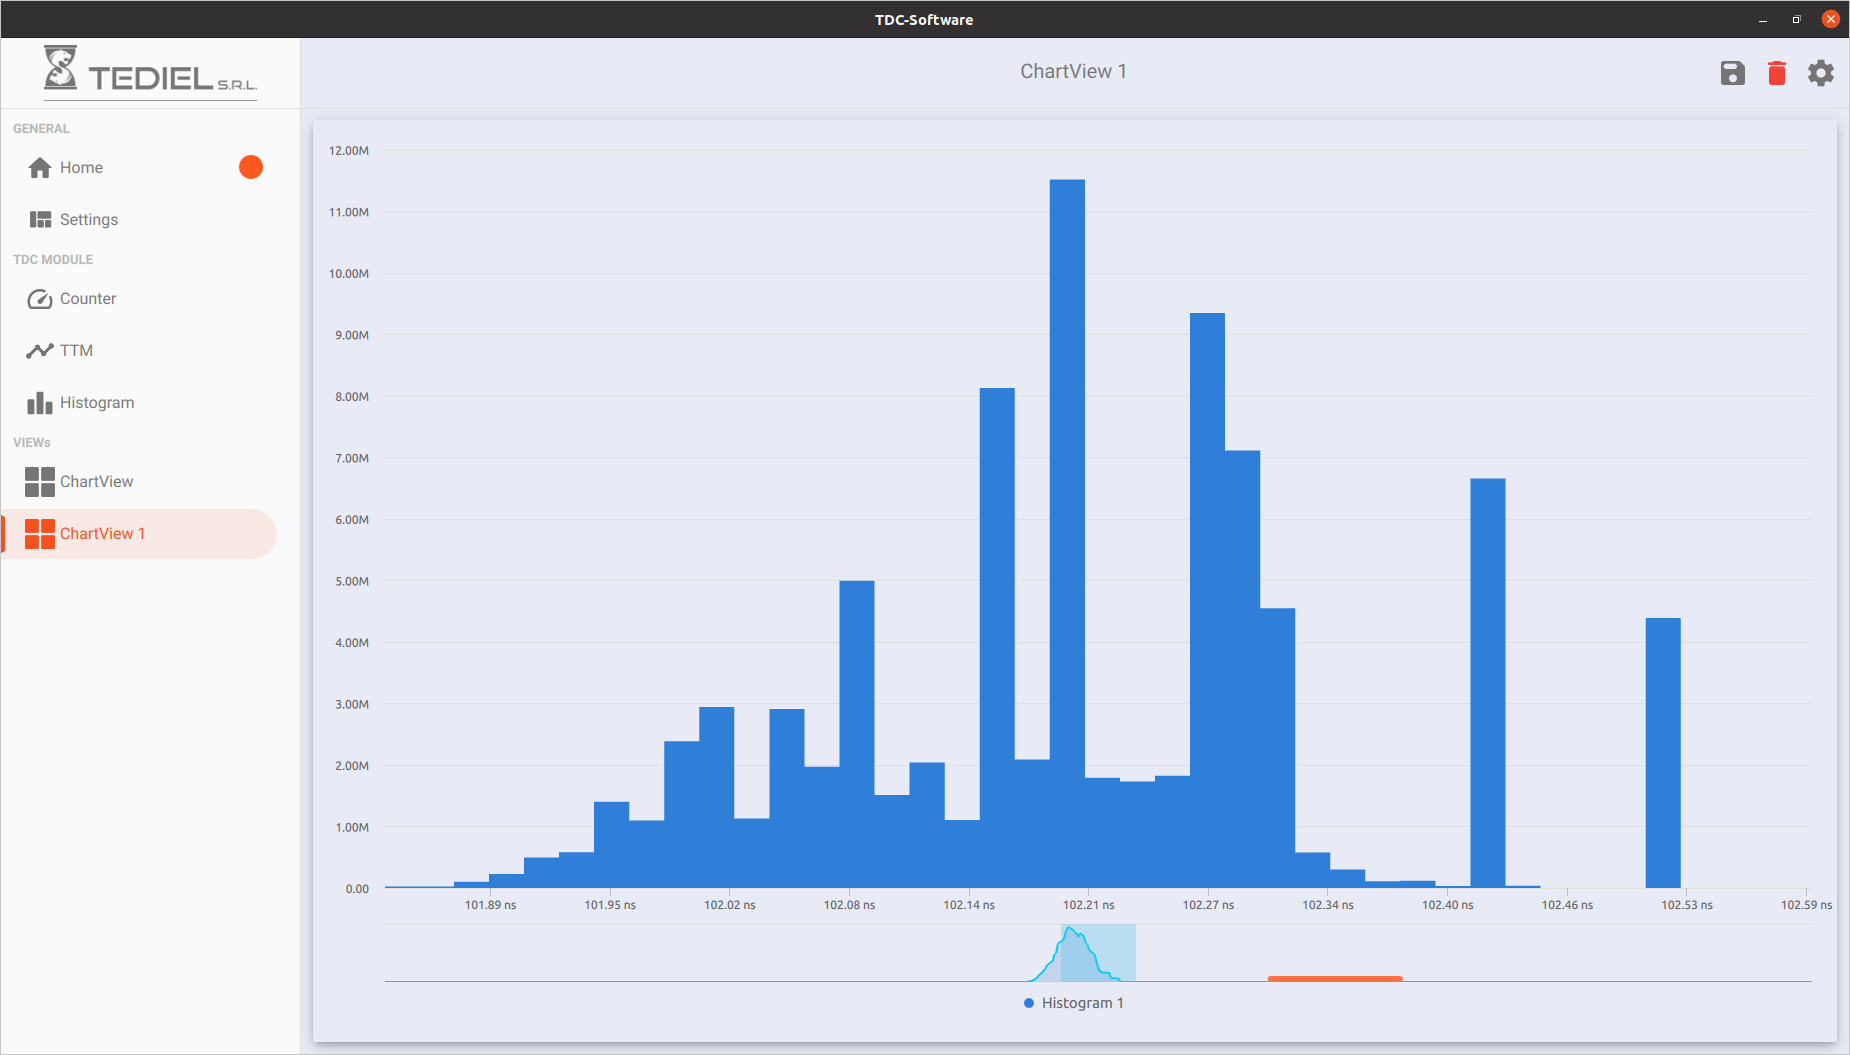 TDC-Software
TEDIEL S.R.L.
ChartView 1
GENERAL
Home
Settings
TDC MODULE
Counter
TTM
Histogram
VIEWs
ChartView
ChartView 1
12.00M
11.00M
10.00M
9.00M
8.00M
7.00M
6.00M
5.00M
4.00M
3.00M
2.00M
1.00M
0.00
101.89 ns 101.95 ns 102.02 ns 102.08 ns 102.14 ns 102.21 ns 102.27 ns 102.34 ns 102.40 ns 102.46 ns 102.53 ns 102.59 ns
Histogram 1